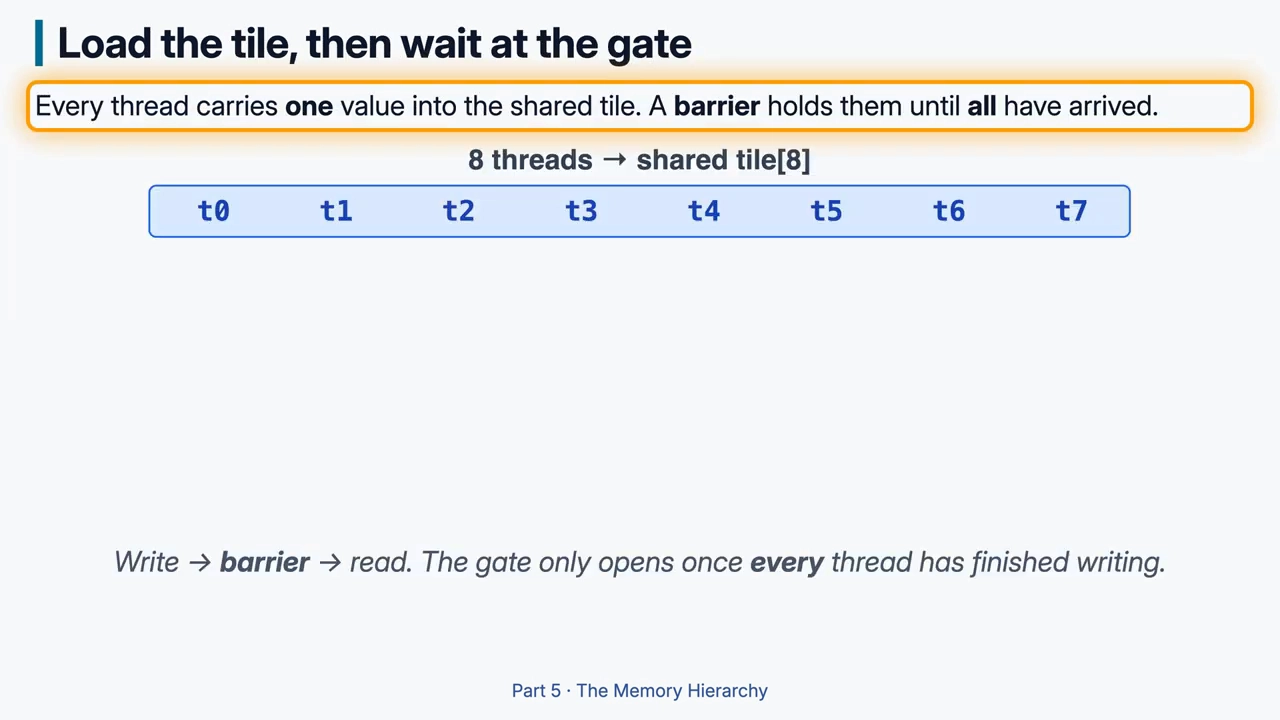 Load the tile, then wait at the gate
Every thread carries one value into the shared tile. A barrier holds them until all have arrived.
8 threads → shared tile[8]
t0 t1 t2 t3 t4 t5 t6 t7
Write → barrier → read. The gate only opens once every thread has finished writing.
Part 5 · The Memory Hierarchy